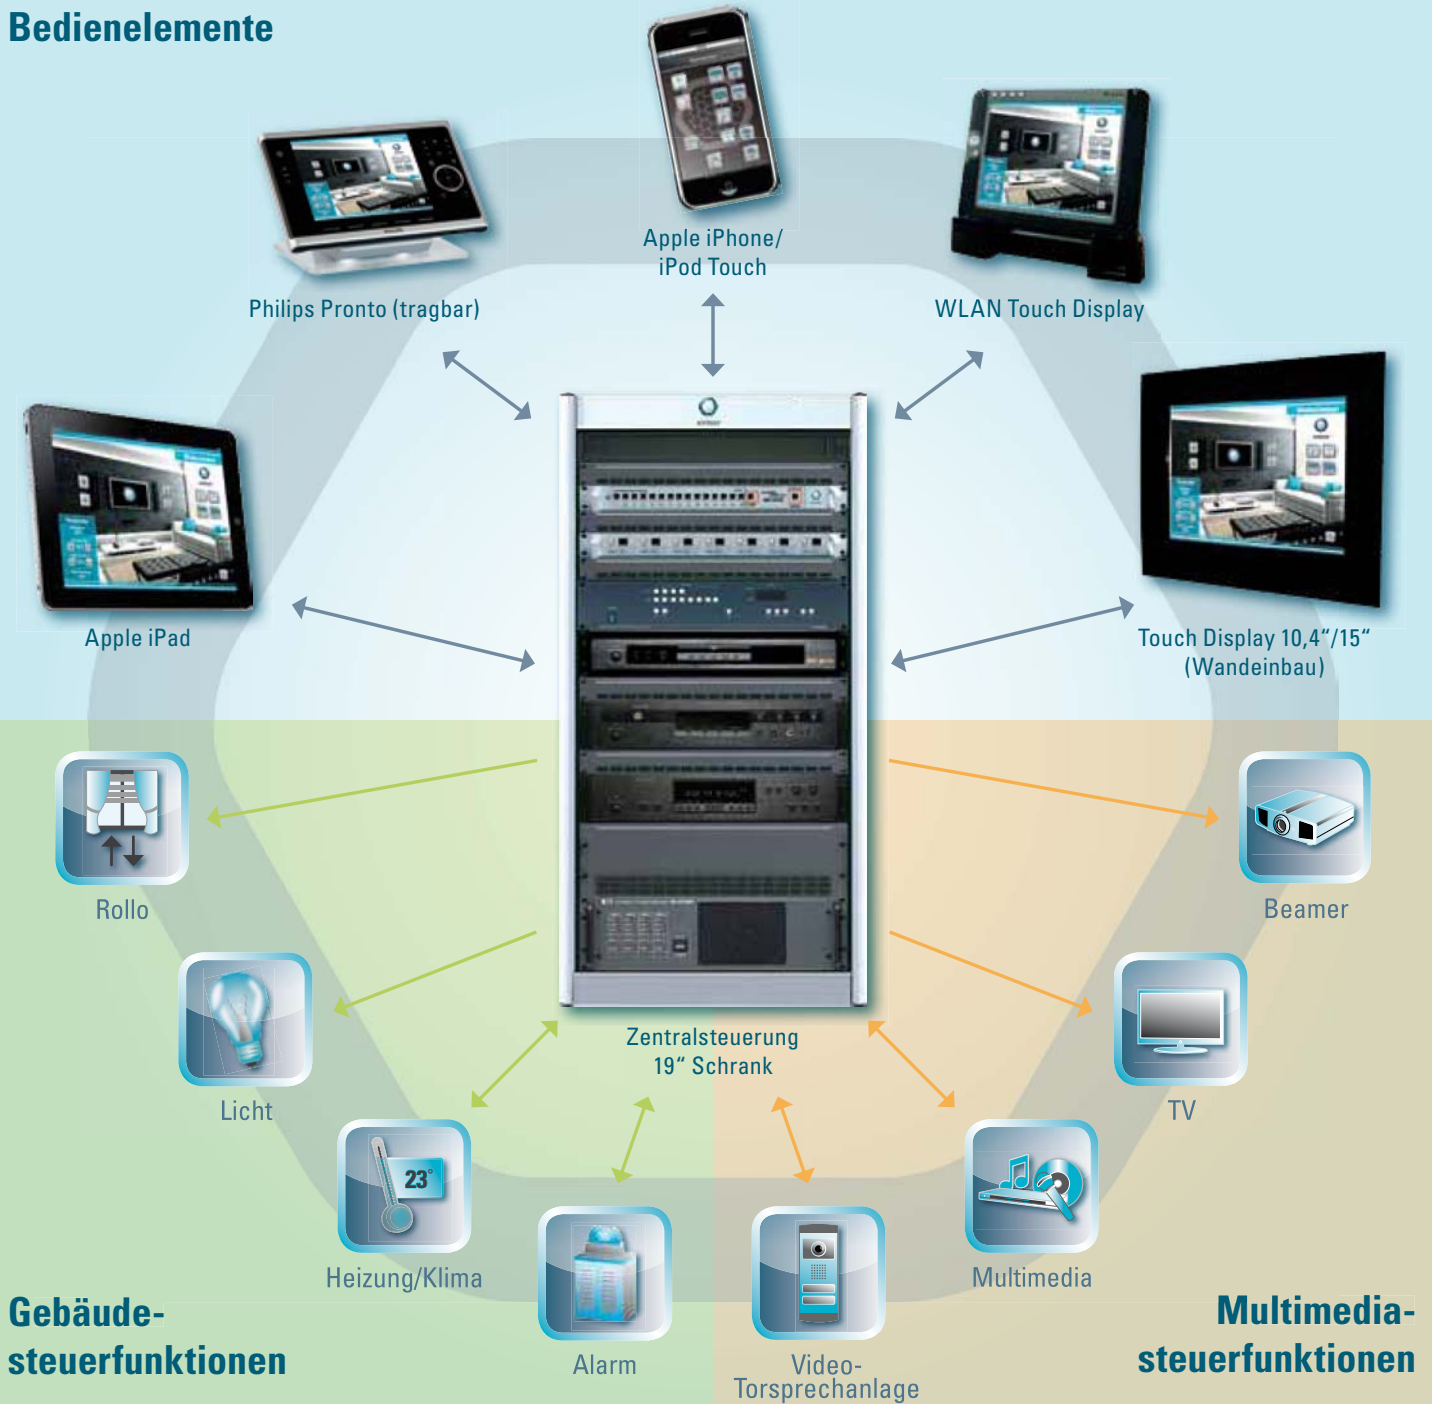 Bedienelemente
Apple iPhone/
iPod Touch
Philips Pronto (tragbar)
WLAN Touch Display
Apple iPad
Touch Display 10,4“/15“
(Wandeinbau)
Rollo
Beamer
Zentralsteuerung
19“ Schrank
Licht
TV
23°
Heizung/Klima
Multimedia
Gebäude-
steuerfunktionen
Multimedia-
steuerfunktionen
Alarm
Video-
Torsprechanlage